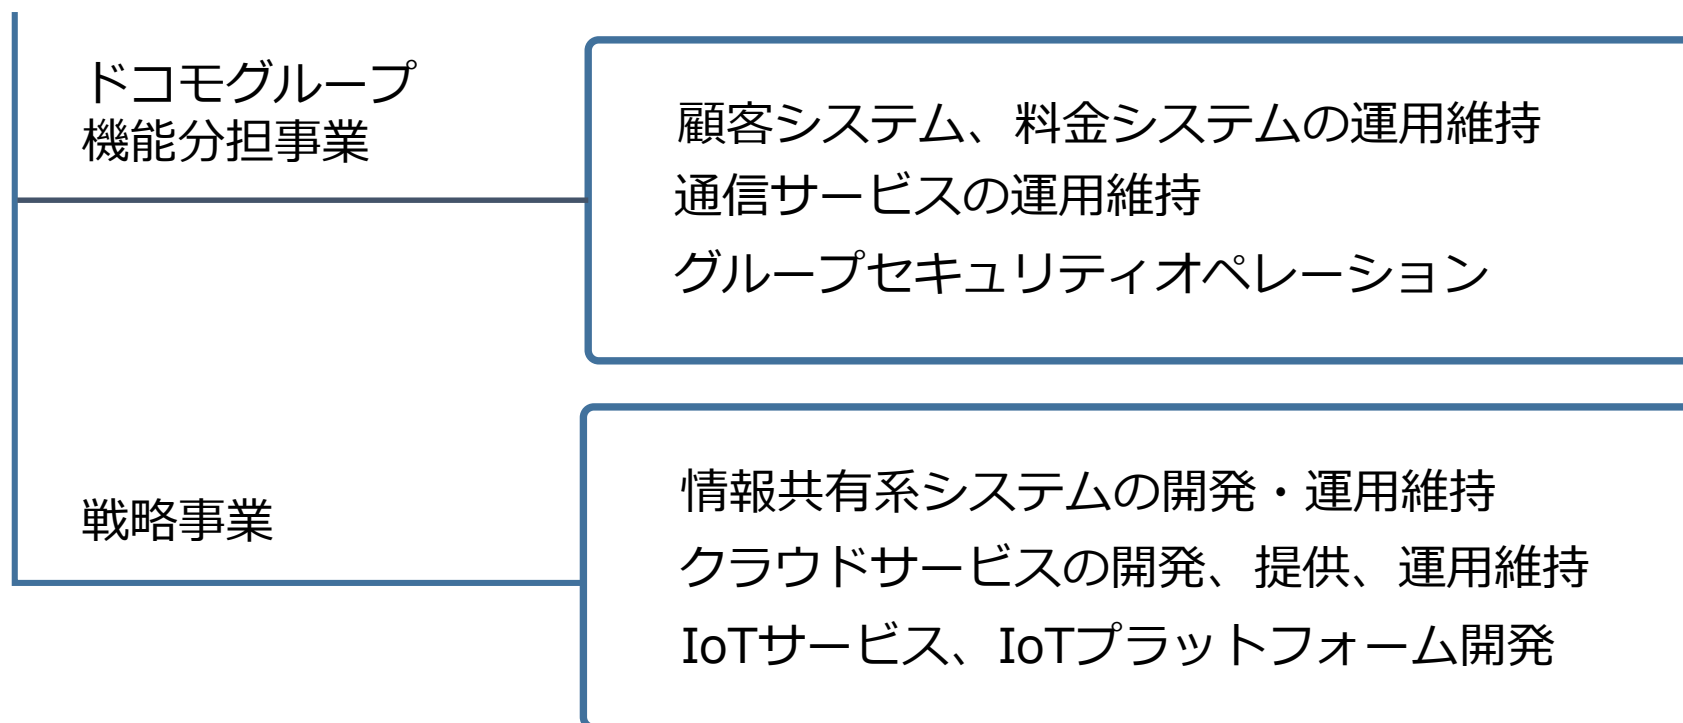 ドコモグループ
機能分担事業
顧客システム、料金システムの運用維持
通信サービスの運用維持
グループセキュリティオペレーション
戦略事業
情報共有系システムの開発・運用維持
クラウドサービスの開発、提供、運用維持
IoTサービス、IoTプラットフォーム開発